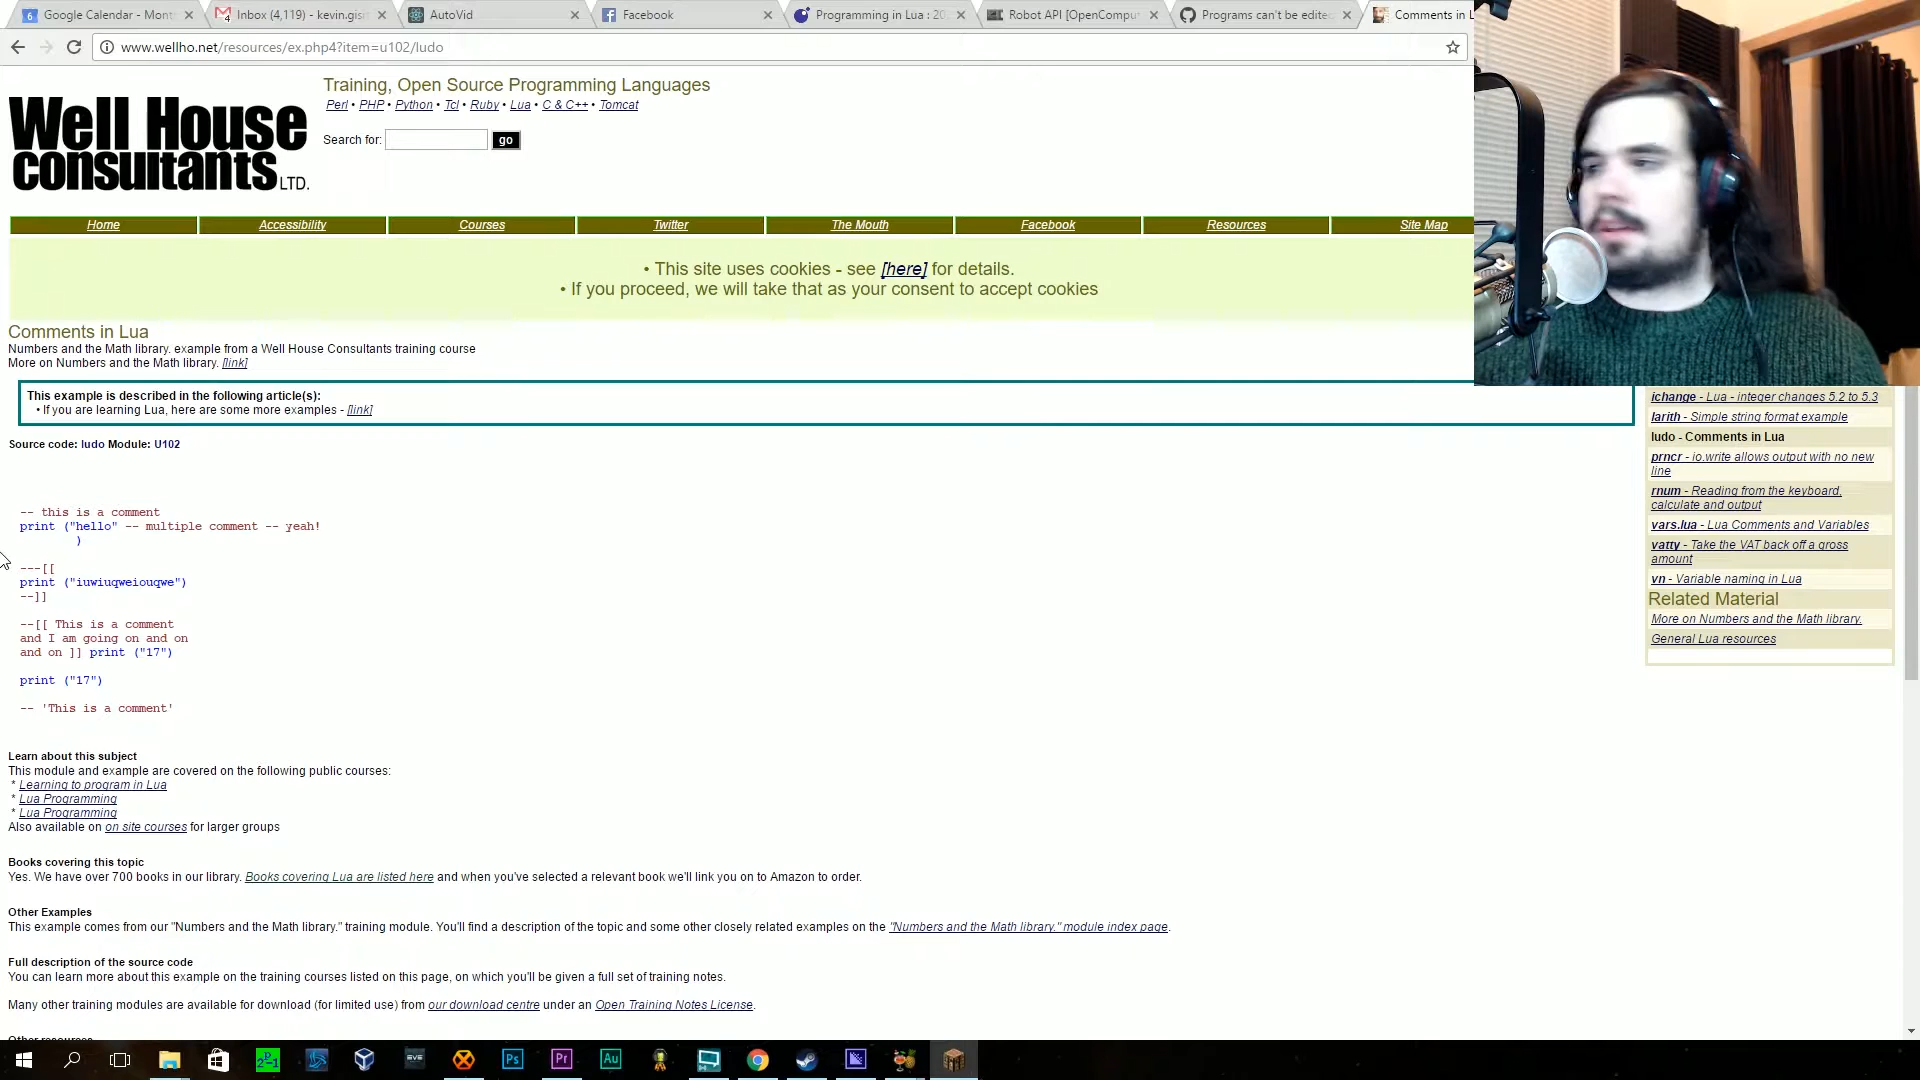 Google Calendar - Mont
Inbox (4,119) - kevin.gisi
AutoVid
Facebook
Programming in Lua : 20
Robot API [OpenCompu
Programs can't be edite
Comments in L
www.wellho.net/resources/ex.php4?item=u102/ludo
Well House
consultants LTD.
Training, Open Source Programming Languages
Perl • PHP • Python • Tcl • Ruby • Lua • C & C++ • Tomcat
Search for: go
Home
Accessibility
Courses
Twitter
The Mouth
Facebook
Resources
Site Map
• This site uses cookies - see [here] for details.
• If you proceed, we will take that as your consent to accept cookies
Comments in Lua
Numbers and the Math library. example from a Well House Consultants training course
More on Numbers and the Math library. [link]
This example is described in the following article(s):
• If you are learning Lua, here are some more examples - [link]
Source code: ludo Module: U102
-- this is a comment
print ("hello" -- multiple comment -- yeah!
)
---[[
print ("iuwiuqweiouqwe")
--]]
--[[ This is a comment
and I am going on and on
and on ]] print ("17")
print ("17")
-- 'This is a comment'
Learn about this subject
This module and example are covered on the following public courses:
* Learning to program in Lua
* Lua Programming
* Lua Programming
Also available on on site courses for larger groups
Books covering this topic
Yes. We have over 700 books in our library. Books covering Lua are listed here and when you've selected a relevant book we'll link you on to Amazon to order.
Other Examples
This example comes from our "Numbers and the Math library." training module. You'll find a description of the topic and some other closely related examples on the "Numbers and the Math library." module index page.
Full description of the source code
You can learn more about this example on the training courses listed on this page, on which you'll be given a full set of training notes.
Many other training modules are available for download (for limited use) from our download centre under an Open Training Notes License.
Other resources
ichange - Lua - integer changes 5.2 to 5.3
larith - Simple string format example
ludo - Comments in Lua
prncr - io.write allows output with no new
line
rnum - Reading from the keyboard,
calculate and output
vars.lua - Lua Comments and Variables
vatty - Take the VAT back off a gross
amount
vn - Variable naming in Lua
Related Material
More on Numbers and the Math library.
General Lua resources
EVE
Ps
Pr
Au